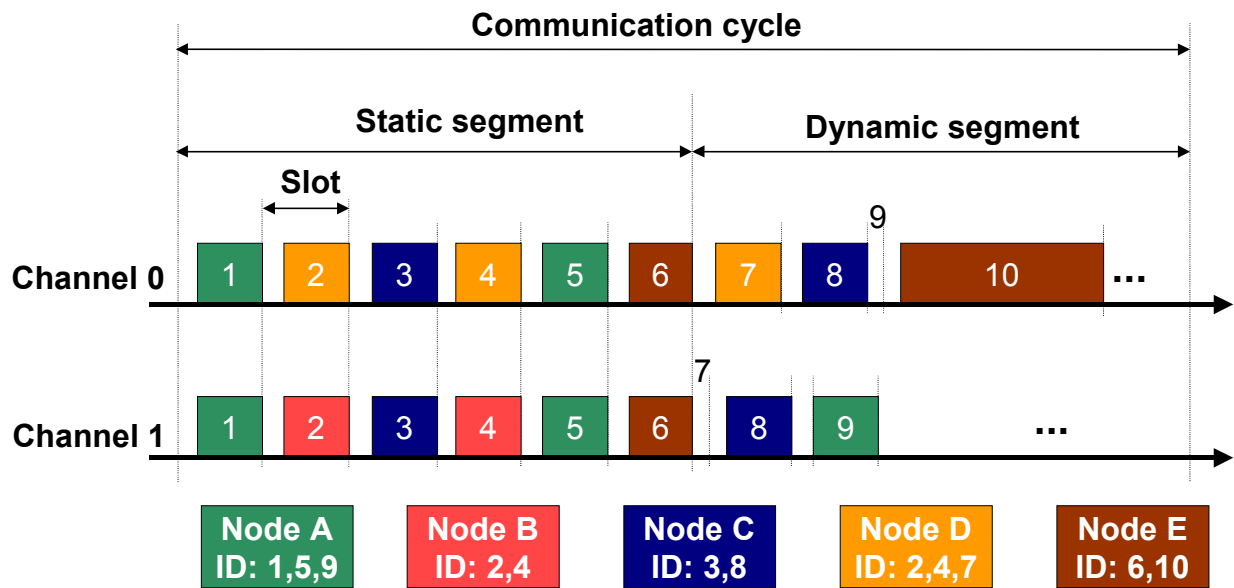 Communication cycle
Static segment
Dynamic segment
Slot
9
Channel 0
1 2 3 4 5 6 7 8 10 ...
7
Channel 1
1 2 3 4 5 6 8 9 ...
Node A
ID: 1,5,9
Node B
ID: 2,4
Node C
ID: 3,8
Node D
ID: 2,4,7
Node E
ID: 6,10